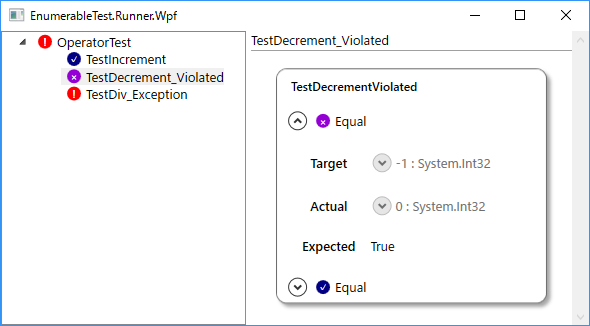 EnumerableTest.Runner.Wpf
OperatorTest
TestIncrement
TestDecrement_Violated
TestDiv_Exception
TestDecrement_Violated
TestDecrementViolated
Equal
Target -1 : System.Int32
Actual 0 : System.Int32
Expected True
Equal